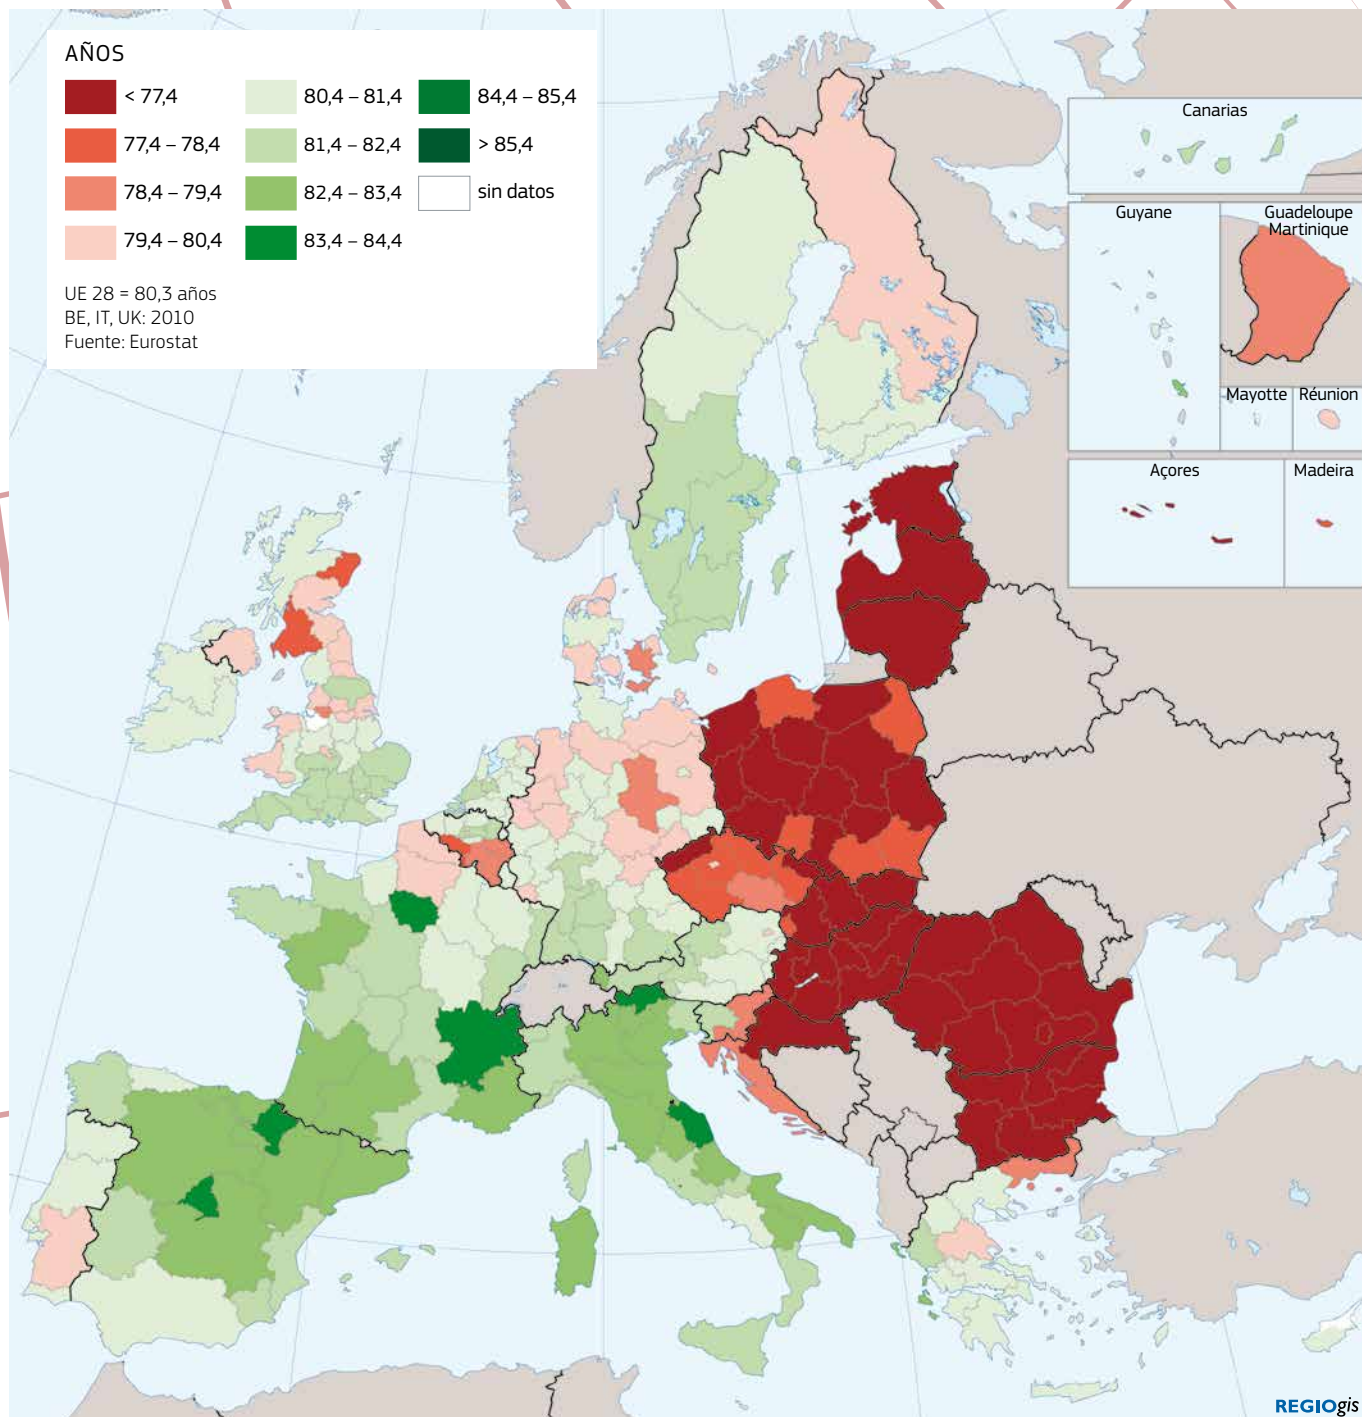 AÑOS
< 77,4
77,4 – 78,4
78,4 – 79,4
79,4 – 80,4
80,4 – 81,4
81,4 – 82,4
82,4 – 83,4
83,4 – 84,4
84,4 – 85,4
> 85,4
sin datos
UE 28 = 80,3 años
BE, IT, UK: 2010
Fuente: Eurostat
Canarias
Guyane
Guadeloupe
Martinique
Mayotte
Réunion
Açores
Madeira
REGIOgis